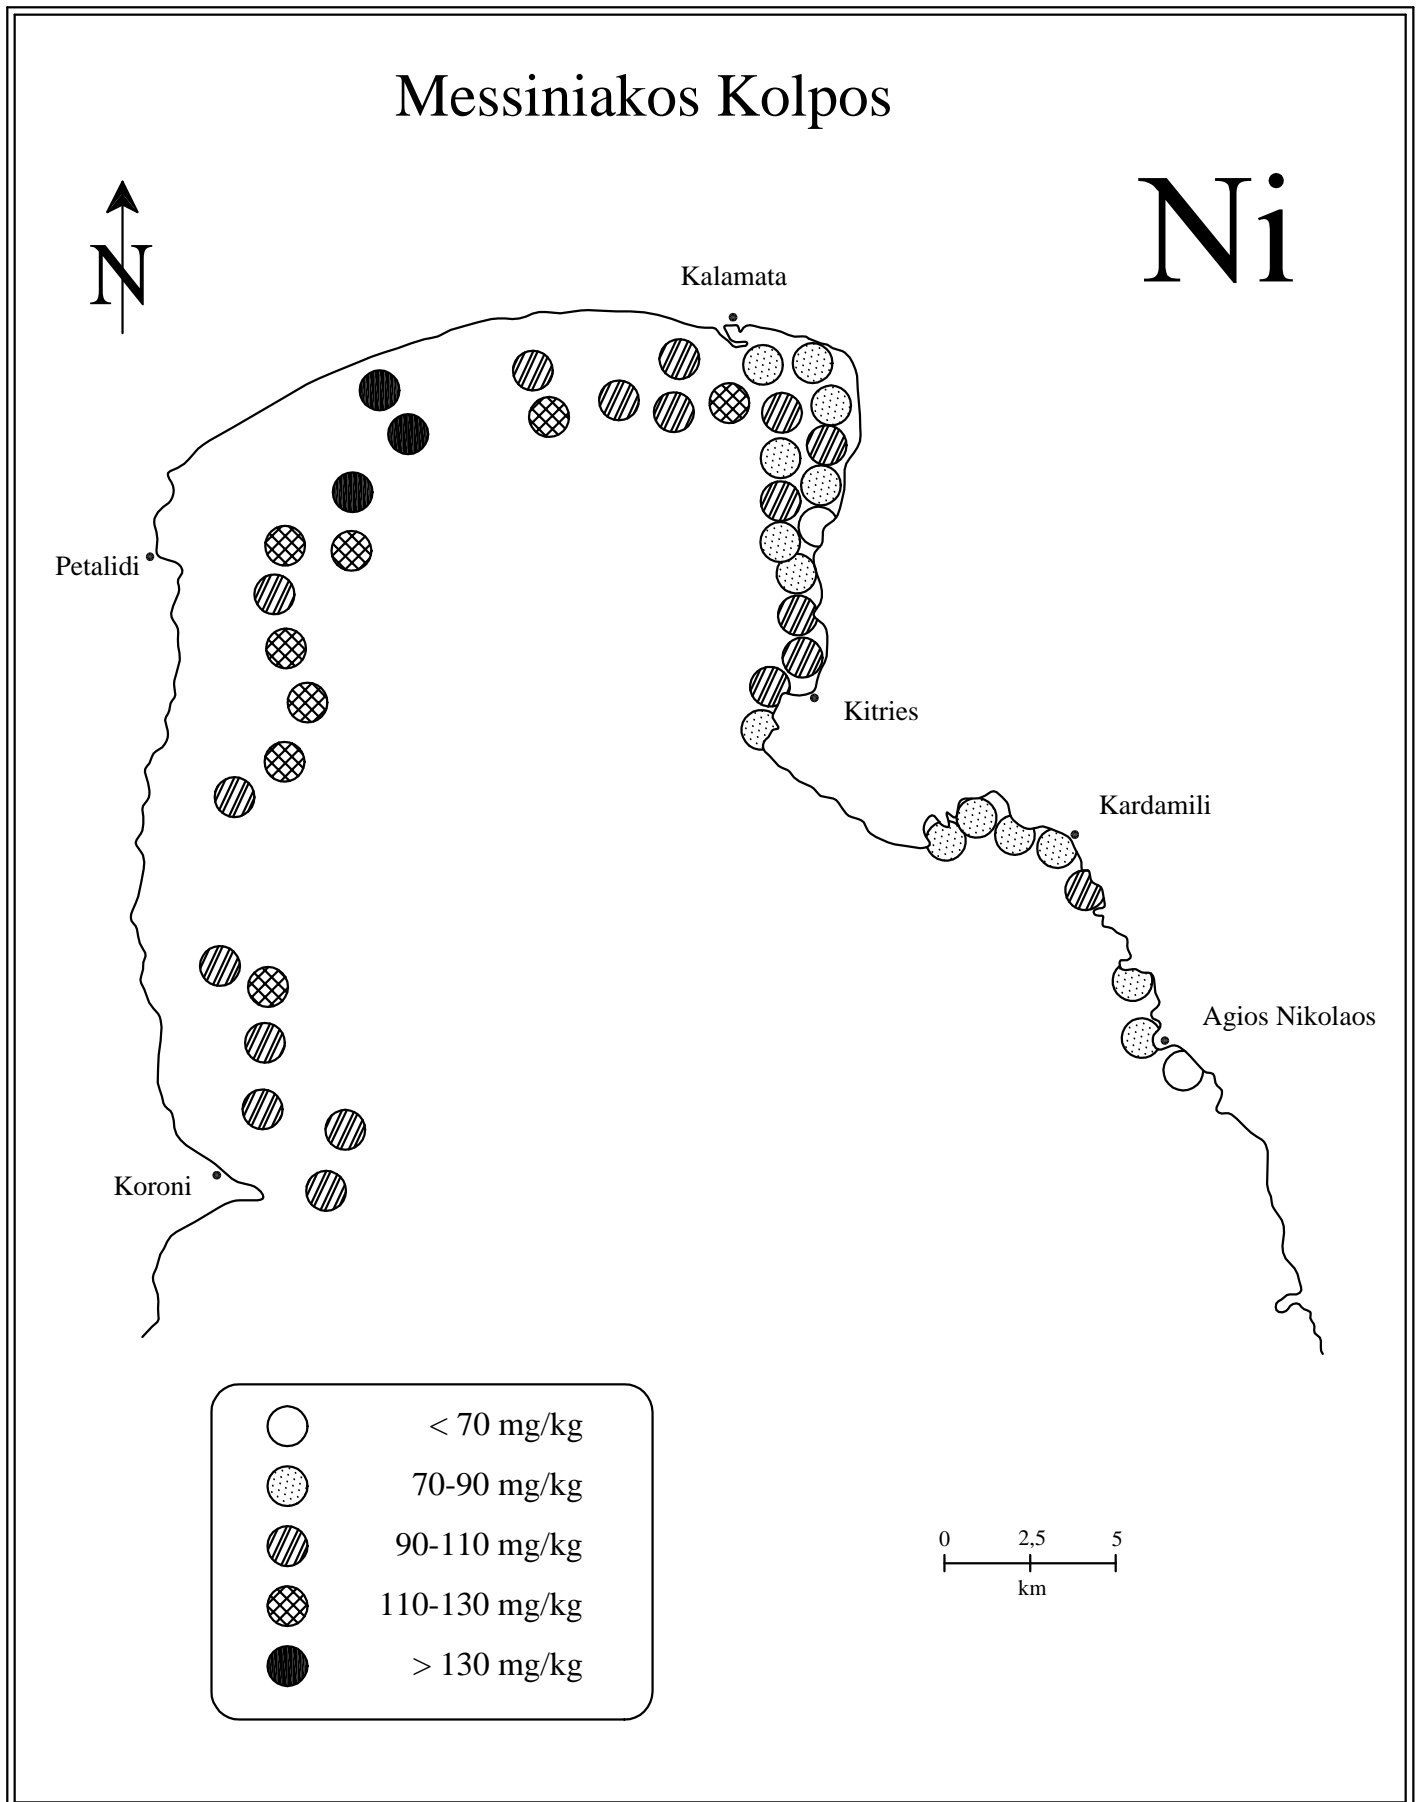 Messiniakos Kolpos
Ni
N
Kalamata
Petalidi
Kitries
Kardamili
Agios Nikolaos
Koroni
< 70 mg/kg
70-90 mg/kg
90-110 mg/kg
110-130 mg/kg
> 130 mg/kg
0 2,5 5
km